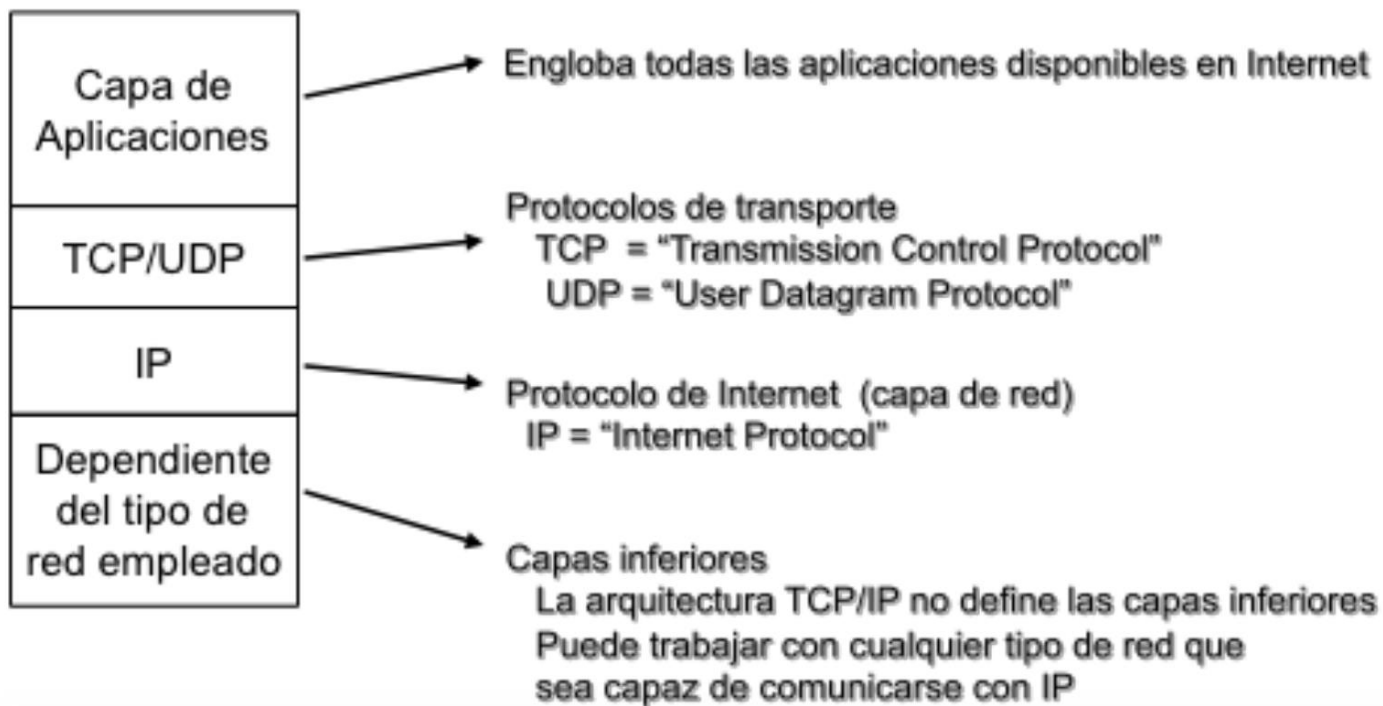 Capa de
Aplicaciones
Engloba todas las aplicaciones disponibles en Internet
TCP/UDP
Protocolos de transporte
TCP = “Transmission Control Protocol”
UDP = “User Datagram Protocol”
IP
Protocolo de Internet (capa de red)
IP = “Internet Protocol”
Dependiente
del tipo de
red empleado
Capas inferiores
La arquitectura TCP/IP no define las capas inferiores
Puede trabajar con cualquier tipo de red que
sea capaz de comunicarse con IP